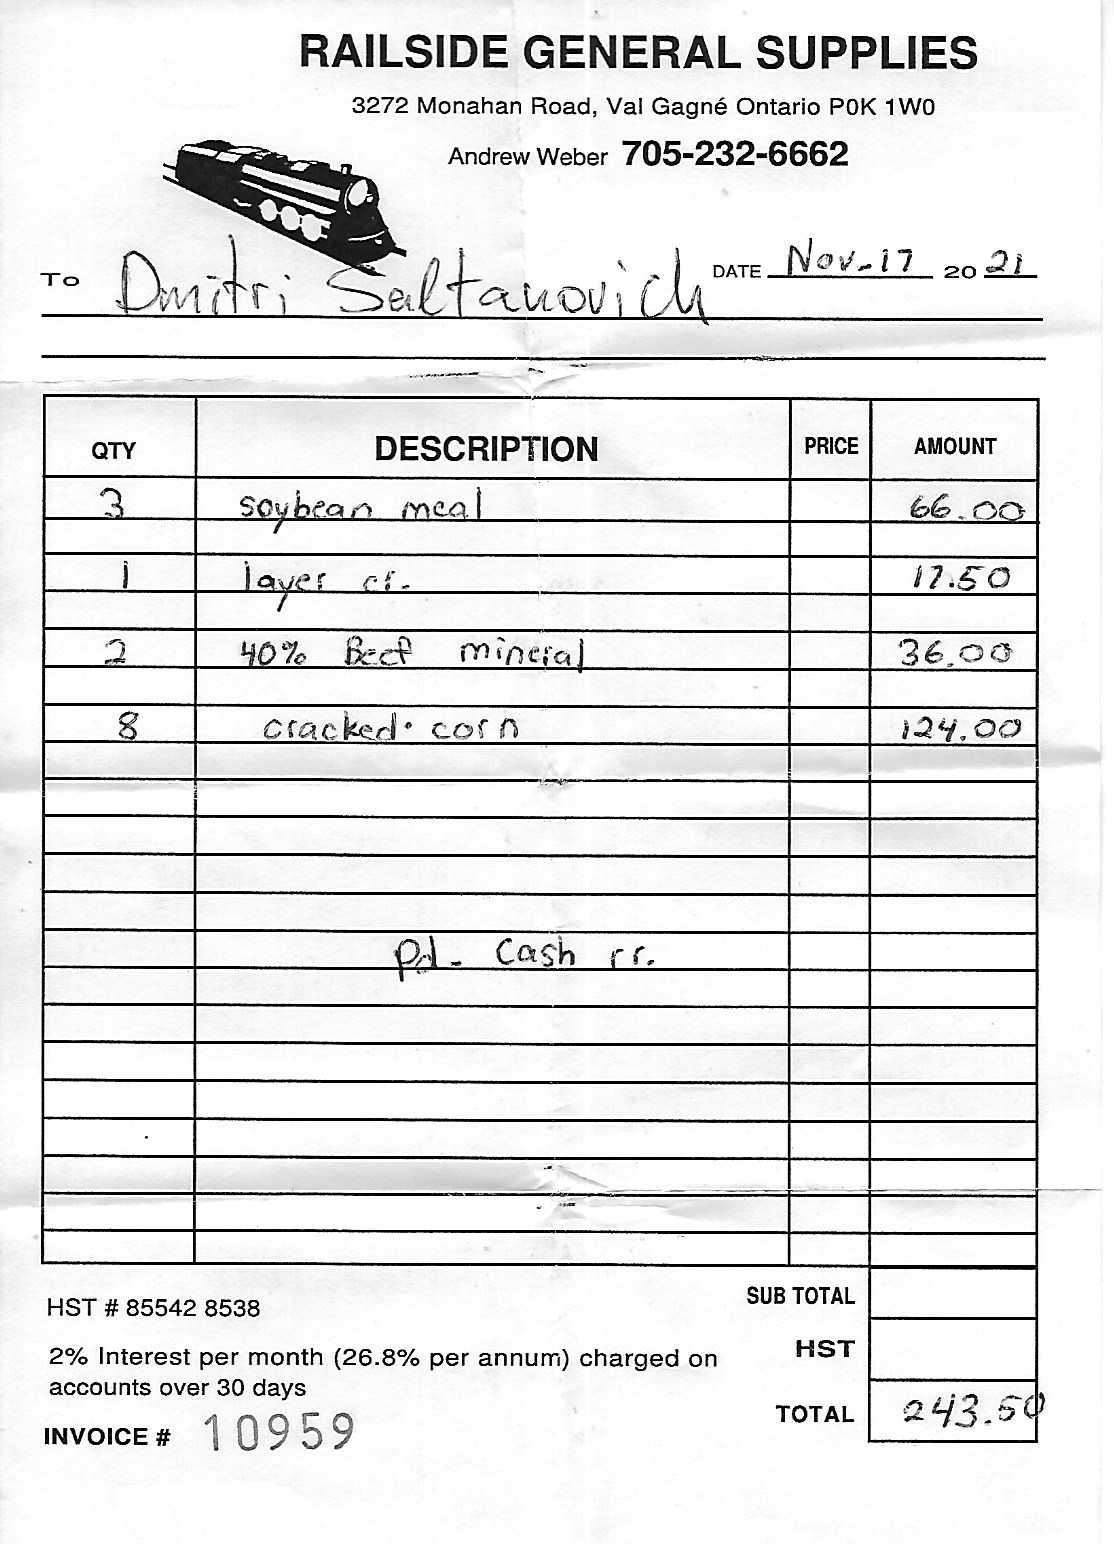 RAILSIDE GENERAL SUPPLIES
3272 Monahan Road, Val Gagné Ontario P0K 1W0
Andrew Weber 705-232-6662
TO Dmitri Saltanovich DATE Nov-17 20 21
QTY DESCRIPTION PRICE AMOUNT
3 soybean meal 66.00
1 layer cr. 17.50
2 40% Beef mineral 36.00
8 cracked corn 124.00
Pd - Cash rr.
SUB TOTAL
HST # 85542 8538
HST
2% Interest per month (26.8% per annum) charged on
accounts over 30 days
TOTAL 243.50
INVOICE # 10959